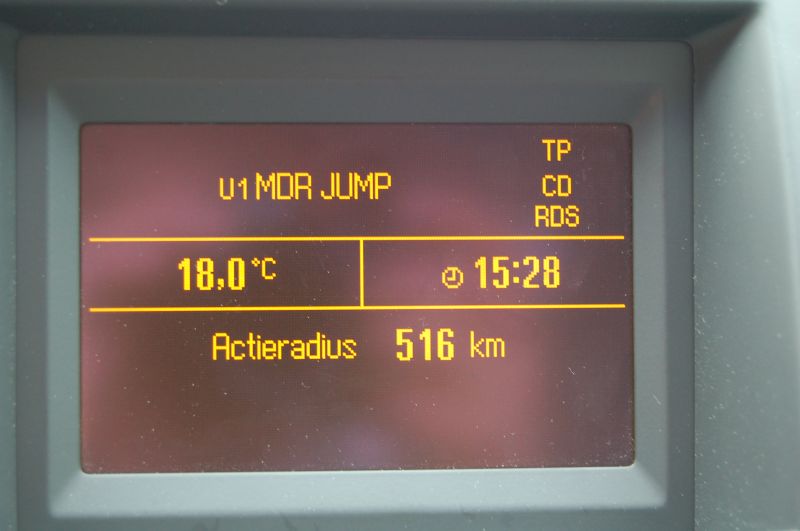 TP
U1 MDR JUMP CD
RDS
18,0 °C 15:28
Actieradius 516 km